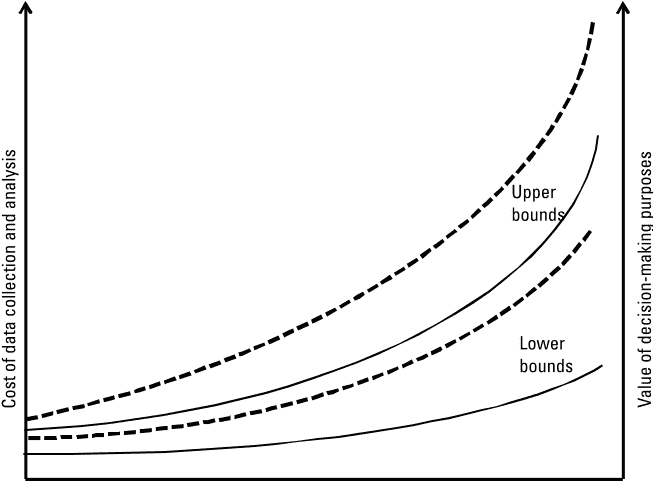 Cost of data collection and analysis
Upper
bounds
Lower
bounds
Value of decision-making purposes